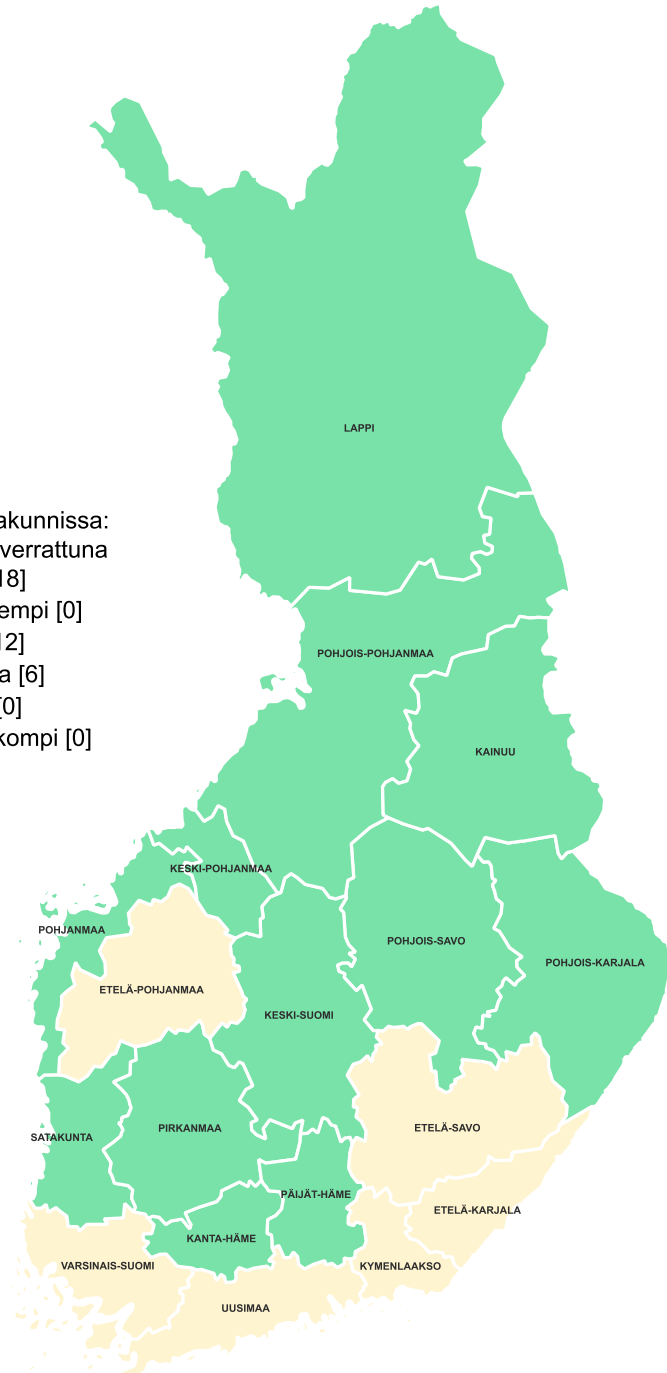 LAPPI
akunnissa:
verrattuna
18]
empi [0]
12]
a [6]
[0]
kompi [0]
POHJOIS-POHJANMAA
KAINUU
KESKI-POHJANMAA
POHJANMAA
POHJOIS-SAVO
POHJOIS-KARJALA
ETELÄ-POHJANMAA
KESKI-SUOMI
SATAKUNTA
PIRKANMAA
ETELÄ-SAVO
PÄIJÄT-HÄME
ETELÄ-KARJALA
KANTA-HÄME
VARSINAIS-SUOMI
KYMENLAAKSO
UUSIMAA